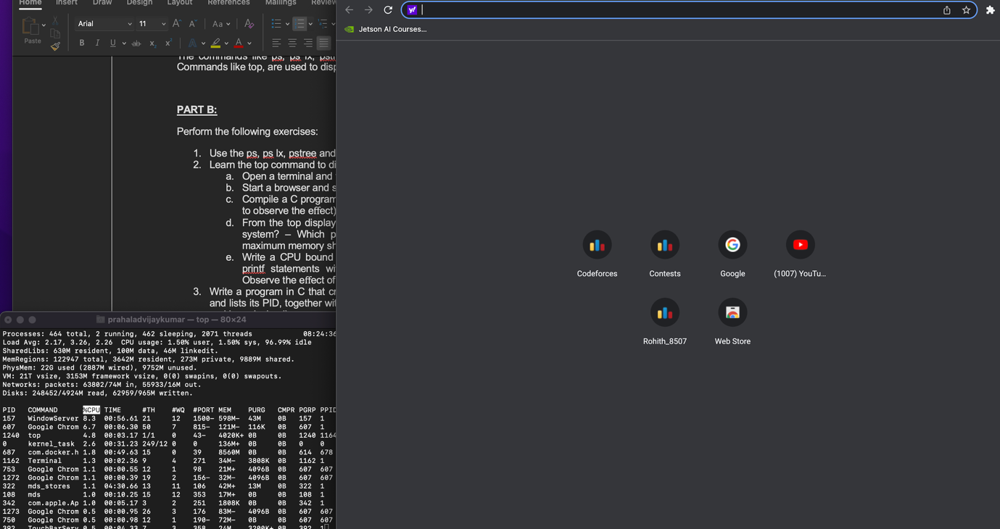 Home Insert Draw Design Layout References Mailings Review
Paste
Arial 11 Aa
B I U ab x x A A
The commands like ps, ps lx, pstr
Commands like top, are used to disp
PART B:
Perform the following exercises:
1. Use the ps, ps lx, pstree and
2. Learn the top command to di
a. Open a terminal and
b. Start a browser and s
c. Compile a C program
to observe the effect)
d. From the top display
system? – Which p
maximum memory sh
e. Write a CPU bound
printf statements wi
Observe the effect of
3. Write a program in C that cr
and lists its PID, together wit
prahaladvijaykumar — top — 80×24
Processes: 464 total, 2 running, 462 sleeping, 2071 threads 08:24:36
Load Avg: 2.17, 3.26, 2.26 CPU usage: 1.50% user, 1.50% sys, 96.99% idle
SharedLibs: 630M resident, 100M data, 46M linkedit.
MemRegions: 122947 total, 3642M resident, 273M private, 9889M shared.
PhysMem: 22G used (2887M wired), 9752M unused.
VM: 21T vsize, 3153M framework vsize, 0(0) swapins, 0(0) swapouts.
Networks: packets: 63802/74M in, 55933/16M out.
Disks: 248452/4924M read, 62959/965M written.
PID COMMAND %CPU TIME #TH #WQ #PORT MEM PURG CMPR PGRP PPID
157 WindowServer 8.3 00:56.61 21 12 1500- 598M- 43M 0B 157 1
607 Google Chrom 6.7 00:06.30 50 7 815- 121M- 116K 0B 607 1
1240 top 4.8 00:03.17 1/1 0 43- 4020K+ 0B 0B 1240 1164
0 kernel_task 2.6 00:31.23 249/12 0 0 136M+ 0B 0B 0 0
687 com.docker.h 1.8 00:49.63 15 0 39 8560M 0B 0B 614 678
1162 Terminal 1.3 00:02.36 9 4 271 34M- 3808K 0B 1162 1
753 Google Chrom 1.1 00:00.55 12 1 98 21M+ 4096B 0B 607 607
1272 Google Chrom 1.1 00:00.39 19 2 156- 32M- 4096B 0B 607 607
322 mds_stores 1.1 04:30.66 13 11 106 42M+ 13M 0B 322 1
108 mds 1.0 00:10.25 15 12 353 17M+ 0B 0B 108 1
342 com.apple.Ap 1.0 00:05.17 3 2 251 1808K 0B 0B 342 1
1273 Google Chrom 0.5 00:00.95 26 3 176 83M- 4096B 0B 607 607
750 Google Chrom 0.5 00:00.98 12 1 190- 72M- 0B 0B 607 607
392 TouchBarServ 0.5 00:04.33 7 3 358 24M 3200K+ 0B 392 1
Jetson AI Courses...
Codeforces Contests Google (1007) YouTu...
Rohith_8507 Web Store